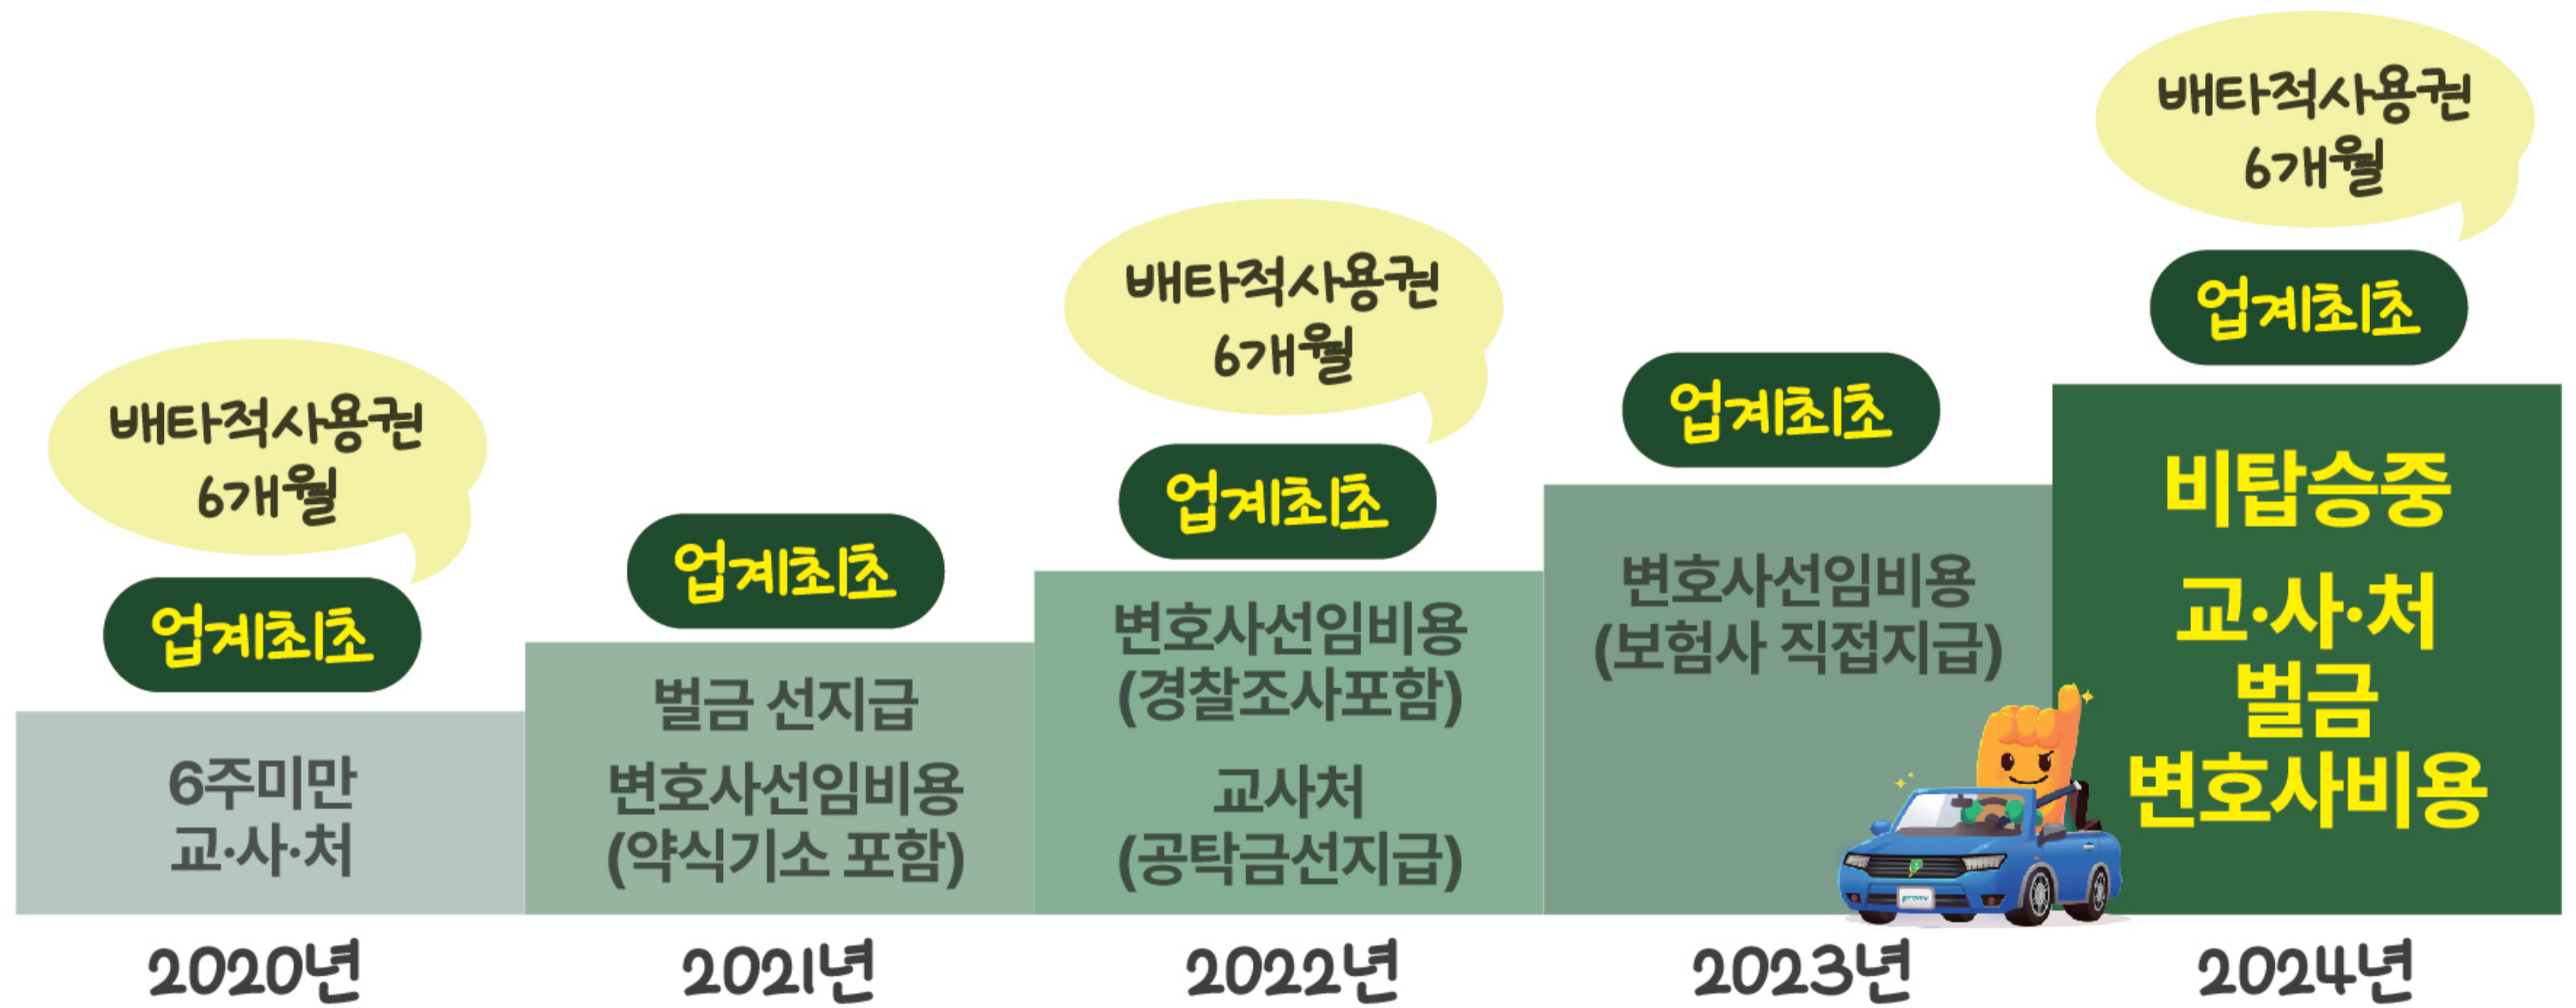 배타적사용권
6개월
업계최초
6주미만
교·사·처
2020년
업계최초
벌금 선지급
변호사선임비용
(약식기소 포함)
2021년
배타적사용권
6개월
업계최초
변호사선임비용
(경찰조사포함)
교사처
(공탁금선지급)
2022년
업계최초
변호사선임비용
(보험사 직접지급)
2023년
배타적사용권
6개월
업계최초
비탑승중
교·사·처
벌금
변호사비용
2024년